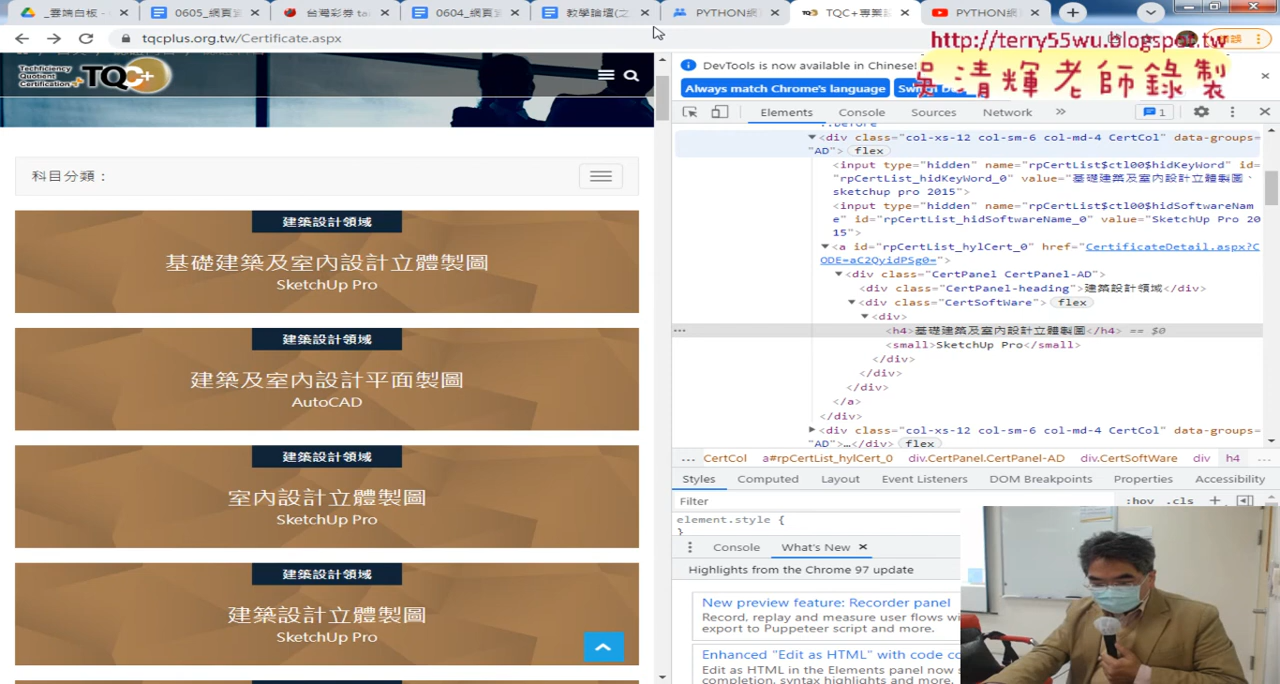 _雲端白板 -
0605_網頁
台灣彩券 ta
0604_網頁
教學論壇(之
PYTHON網
TQC+專業
PYTHON網
tqcplus.org.tw/Certificate.aspx
http://terry55wu.blogspot.tw
吳清輝老師錄製
Techficiency
Quotient
Certification
TQC+
科目分類：
建築設計領域
基礎建築及室內設計立體製圖
SketchUp Pro
建築設計領域
建築及室內設計平面製圖
AutoCAD
建築設計領域
室內設計立體製圖
SketchUp Pro
建築設計領域
建築設計立體製圖
SketchUp Pro
DevTools is now available in Chinese!
Always match Chrome's language
Elements
Console
Sources
Network
»
1
::before
<div class="col-xs-12 col-sm-6 col-md-4 CertCol" data-groups=
"AD"> flex
<input type="hidden" name="rpCertList$ctl00$hidKeyWord" id=
"rpCertList_hidKeyWord_0" value="基礎建築及室內設計立體製圖、
sketchup pro 2015">
<input type="hidden" name="rpCertList$ctl00$hidSoftwareNam
e" id="rpCertList_hidSoftwareName_0" value="SketchUp Pro 20
15">
<a id="rpCertList_hylCert_0" href="CertificateDetail.aspx?C
ODE=aC2QyidPSg0=">
<div class="CertPanel CertPanel-AD">
<div class="CertPanel-heading">建築設計領域</div>
<div class="CertSoftWare"> flex
<div>
<h4>基礎建築及室內設計立體製圖</h4> == $0
<small>SketchUp Pro</small>
</div>
</div>
</div>
</a>
</div>
<div class="col-xs-12 col-sm-6 col-md-4 CertCol" data-groups=
"AD">…</div> flex
... CertCol a#rpCertList_hylCert_0 div.CertPanel.CertPanel-AD div.CertSoftWare div h4 ...
Styles
Computed
Layout
Event Listeners
DOM Breakpoints
Properties
Accessibility
Filter
:hov .cls +
element.style {
}
Console
What's New
Highlights from the Chrome 97 update
New preview feature: Recorder panel
Record, replay and measure user flows
export to Puppeteer script and more.
Enhanced "Edit as HTML" with code
Edit as HTML in the Elements panel now
completion, syntax highlights and more.